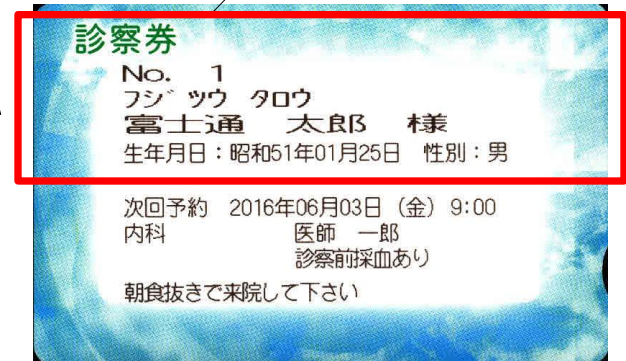 診察券
No. 1
フジツウ タロウ
富士通 太郎 様
生年月日：昭和51年01月25日 性別：男
次回予約 2016年06月03日（金）9:00
内科 医師 一郎
診察前採血あり
朝食抜きで来院して下さい